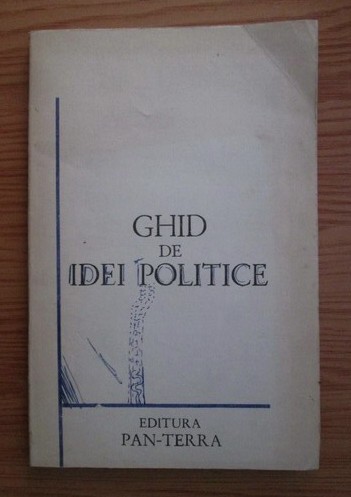 GHID
DE
IDEI POLITICE
EDITURA
PAN-TERRA